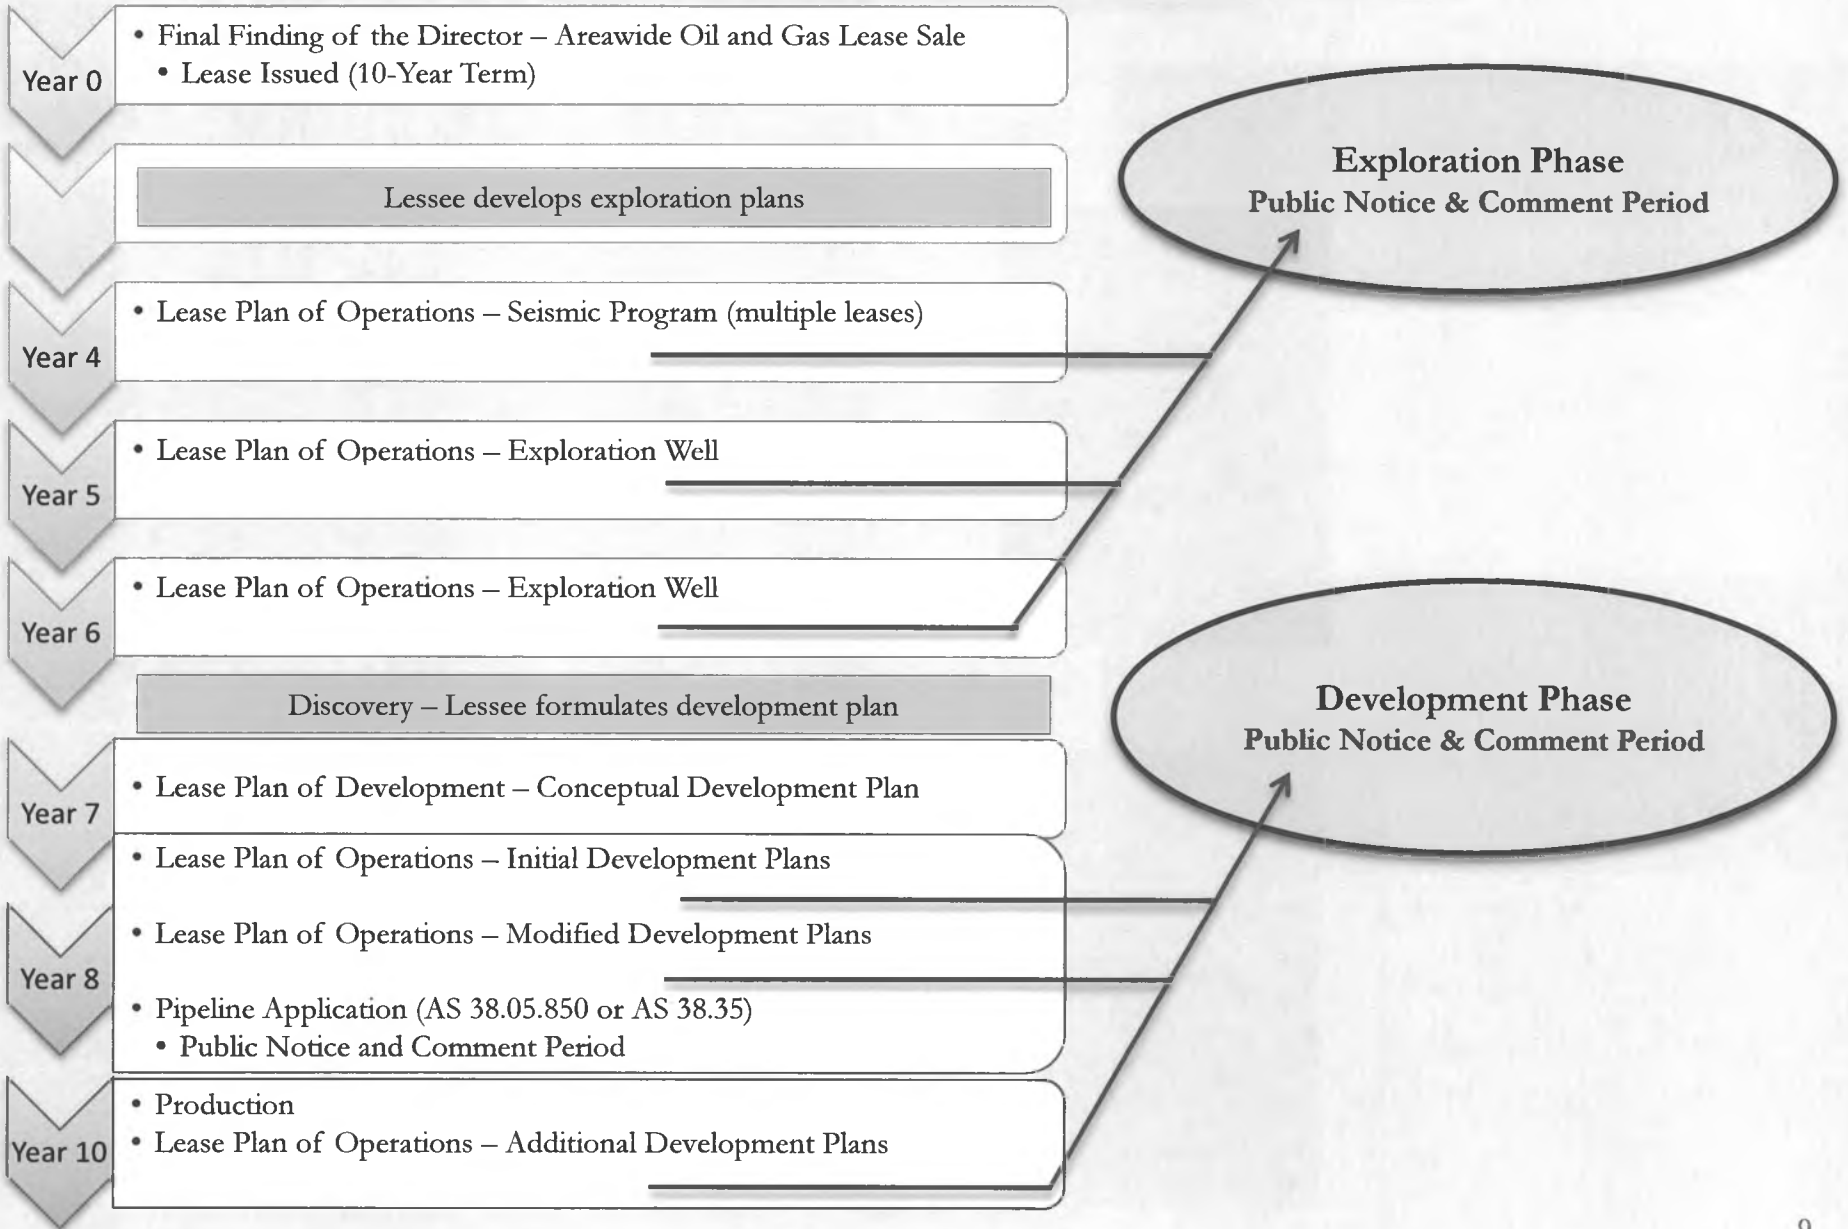 Year 0
• Final Finding of the Director – Areawide Oil and Gas Lease Sale
• Lease Issued (10-Year Term)
Lessee develops exploration plans
Year 4
• Lease Plan of Operations – Seismic Program (multiple leases)
Year 5
• Lease Plan of Operations – Exploration Well
Year 6
• Lease Plan of Operations – Exploration Well
Exploration Phase
Public Notice & Comment Period
Discovery – Lessee formulates development plan
Year 7
• Lease Plan of Development – Conceptual Development Plan
• Lease Plan of Operations – Initial Development Plans
Year 8
• Lease Plan of Operations – Modified Development Plans
• Pipeline Application (AS 38.05.850 or AS 38.35)
• Public Notice and Comment Period
Year 10
• Production
• Lease Plan of Operations – Additional Development Plans
Development Phase
Public Notice & Comment Period
9